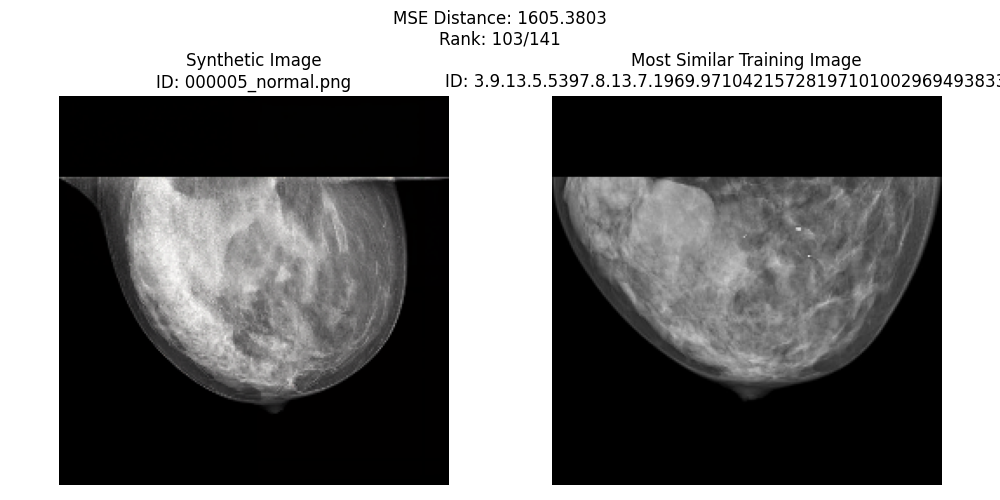 MSE Distance: 1605.3803
Rank: 103/141
Synthetic Image
ID: 000005_normal.png
Most Similar Training Image
ID: 3.9.13.5.5397.8.13.7.1969.9710421572819710100296949383